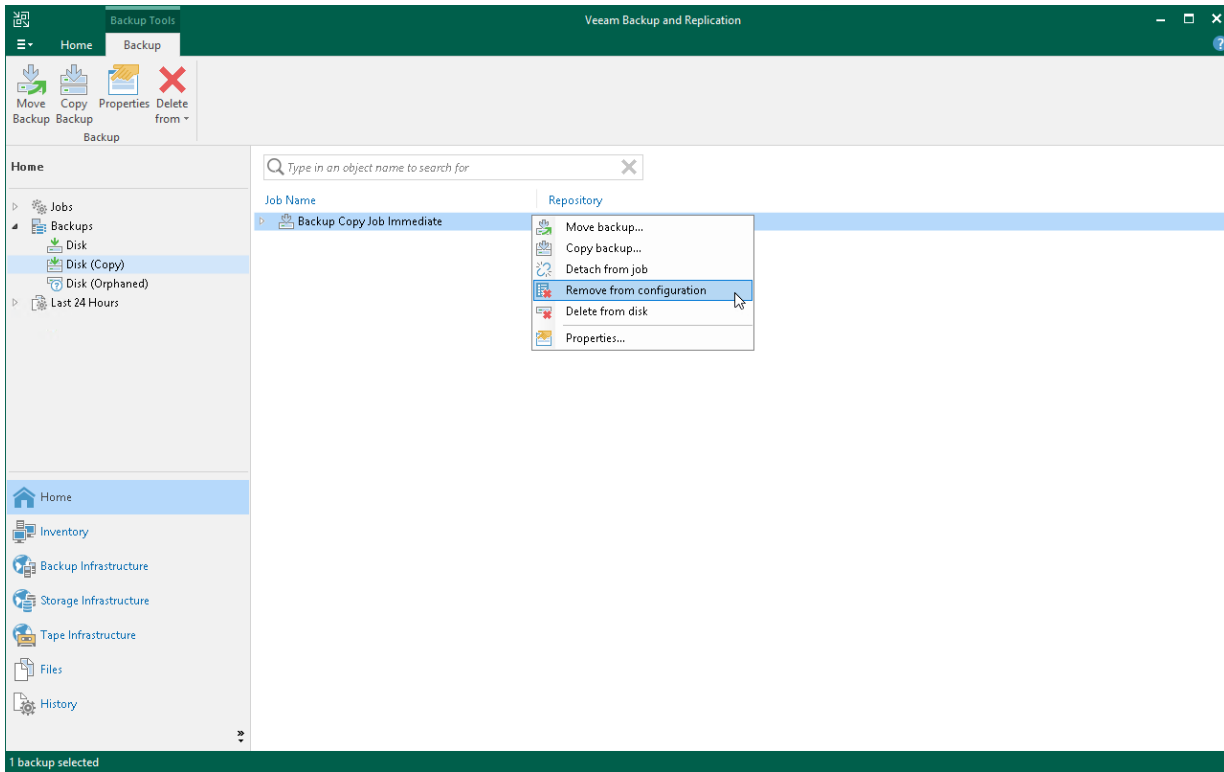 Backup Tools
Veeam Backup and Replication
Home
Backup
Move Backup
Copy Backup
Properties
Delete from
Backup
Home
Type in an object name to search for
Jobs
Backups
Disk
Disk (Copy)
Disk (Orphaned)
Last 24 Hours
Job Name
Repository
Backup Copy Job Immediate
Move backup...
Copy backup...
Detach from job
Remove from configuration
Delete from disk
Properties...
Home
Inventory
Backup Infrastructure
Storage Infrastructure
Tape Infrastructure
Files
History
1 backup selected